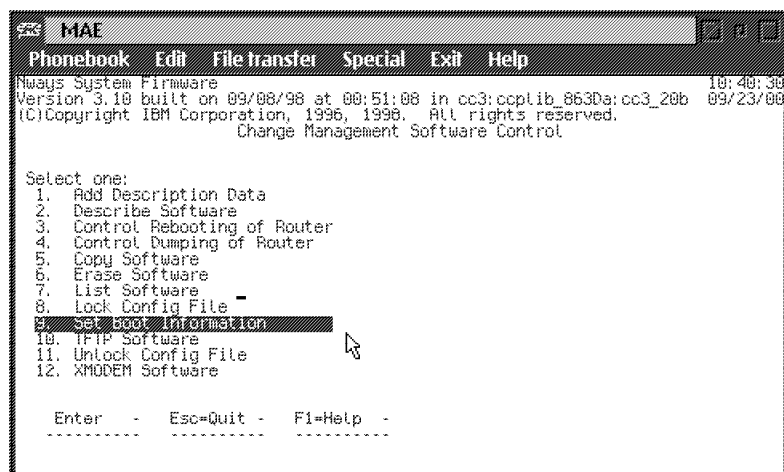 MAE
Phonebook Edit File transfer Special Exit Help
Nways System Firmware 10:40:30
Version 3.10 built on 09/08/98 at 00:51:08 in cc3:ccplib_863Da:cc3_20b 09/23/00
(C)Copyright IBM Corporation, 1996, 1998. All rights reserved.
Change Management Software Control
Select one:
1. Add Description Data
2. Describe Software
3. Control Rebooting of Router
4. Control Dumping of Router
5. Copy Software
6. Erase Software
7. List Software
8. Lock Config File
9. Set Boot Information
10. TFTP Software
11. Unlock Config File
12. XMODEM Software
Enter - Esc=Quit - F1=Help -